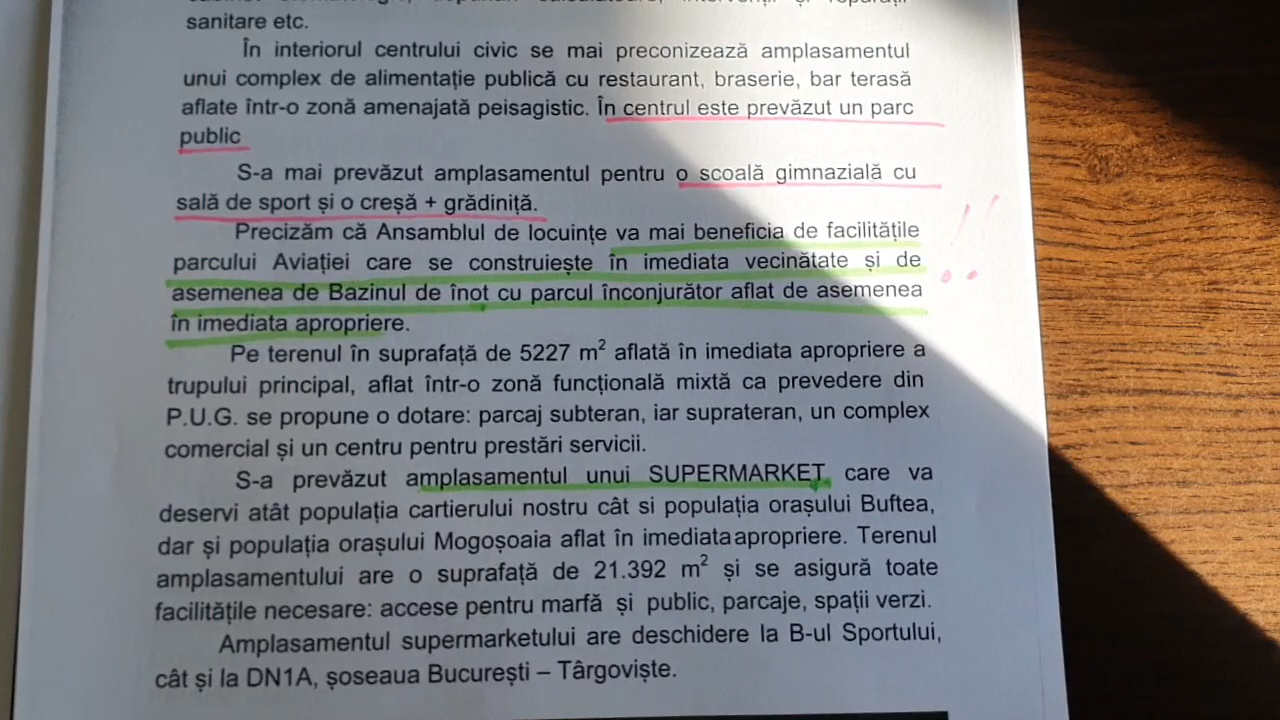 sanitare etc.
În interiorul centrului civic se mai preconizează amplasamentul
unui complex de alimentație publică cu restaurant, braserie, bar terasă
aflate într-o zonă amenajată peisagistic. În centrul este prevăzut un parc
public
S-a mai prevăzut amplasamentul pentru o scoală gimnazială cu
sală de sport și o creșă + grădiniță.
Precizăm că Ansamblul de locuințe va mai beneficia de facilitățile
parcului Aviației care se construiește în imediata vecinătate și de
asemenea de Bazinul de înot cu parcul înconjurător aflat de asemenea
în imediata apropriere.
Pe terenul în suprafață de 5227 m² aflată în imediata apropriere a
trupului principal, aflat într-o zonă funcțională mixtă ca prevedere din
P.U.G. se propune o dotare: parcaj subteran, iar suprateran, un complex
comercial și un centru pentru prestări servicii.
S-a prevăzut amplasamentul unui SUPERMARKET care va
deservi atât populația cartierului nostru cât si populația orașului Buftea,
dar și populația orașului Mogoșoaia aflat în imediata apropriere. Terenul
amplasamentului are o suprafață de 21.392 m² și se asigură toate
facilitățile necesare: accese pentru marfă și public, parcaje, spații verzi.
Amplasamentul supermarketului are deschidere la B-ul Sportului,
cât și la DN1A, șoseaua București – Târgoviște.